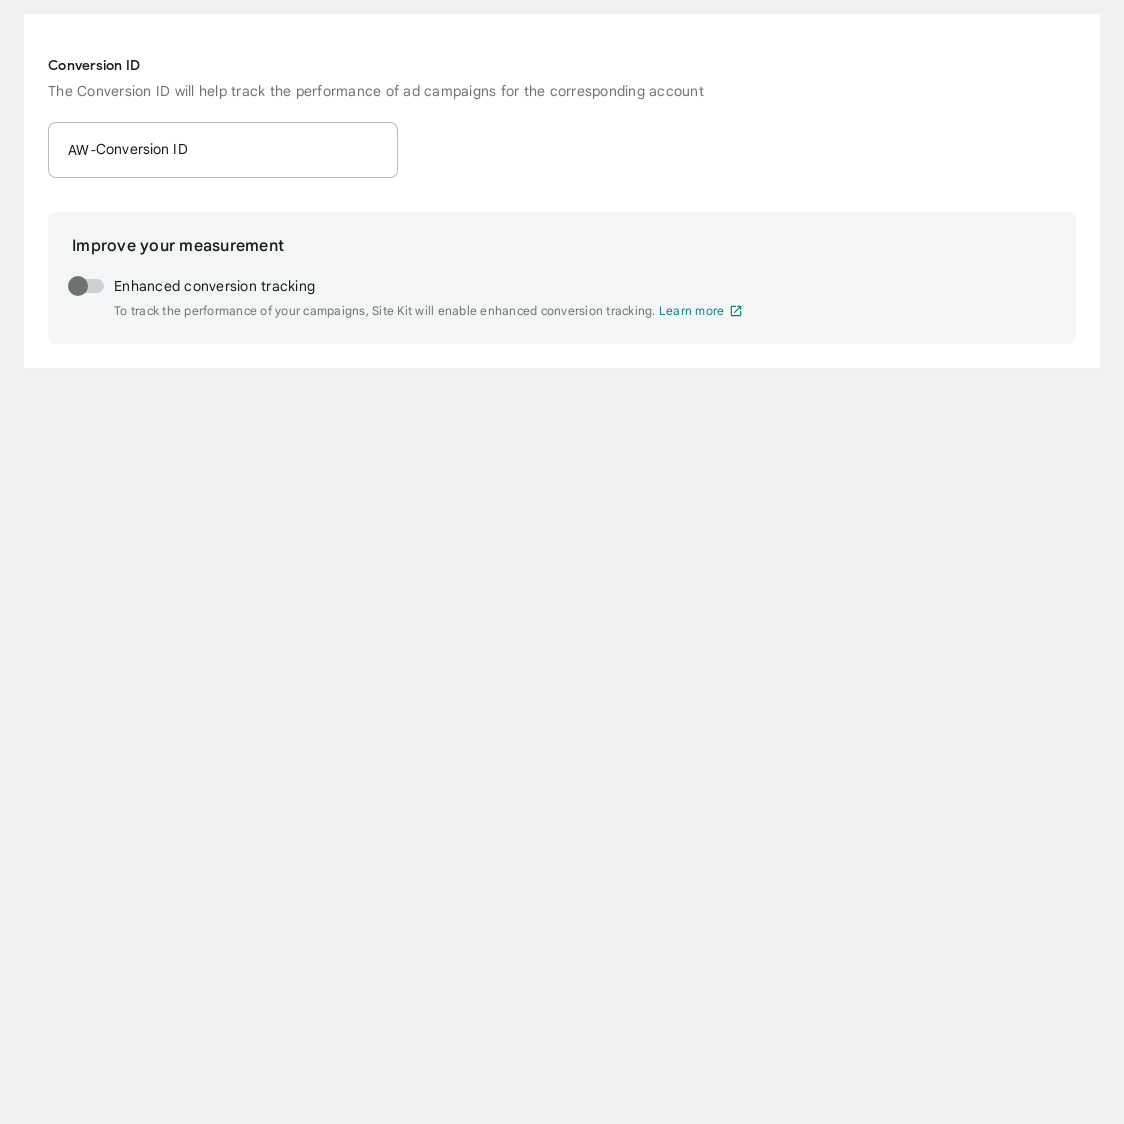 Conversion ID
The Conversion ID will help track the performance of ad campaigns for the corresponding account
AW-Conversion ID
Improve your measurement
Enhanced conversion tracking
To track the performance of your campaigns, Site Kit will enable enhanced conversion tracking. Learn more